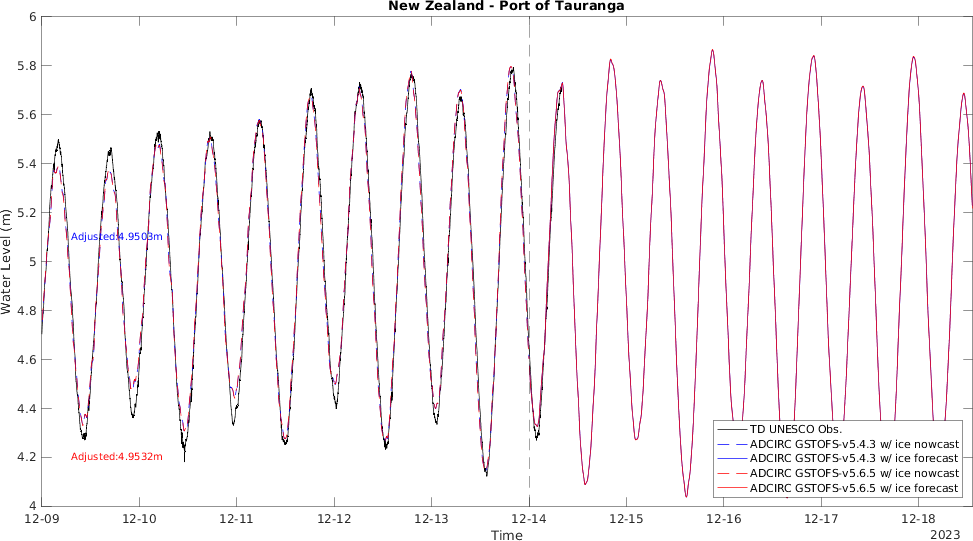 New Zealand - Port of Tauranga
Water Level (m)
6
5.8
5.6
5.4
5.2
5
4.8
4.6
4.4
4.2
4
Adjusted:4.9503m
Adjusted:4.9532m
TD UNESCO Obs.
ADCIRC GSTOFS-v5.4.3 w/ ice nowcast
ADCIRC GSTOFS-v5.4.3 w/ ice forecast
ADCIRC GSTOFS-v5.6.5 w/ ice nowcast
ADCIRC GSTOFS-v5.6.5 w/ ice forecast
12-09 12-10 12-11 12-12 12-13 12-14 12-15 12-16 12-17 12-18
Time
2023